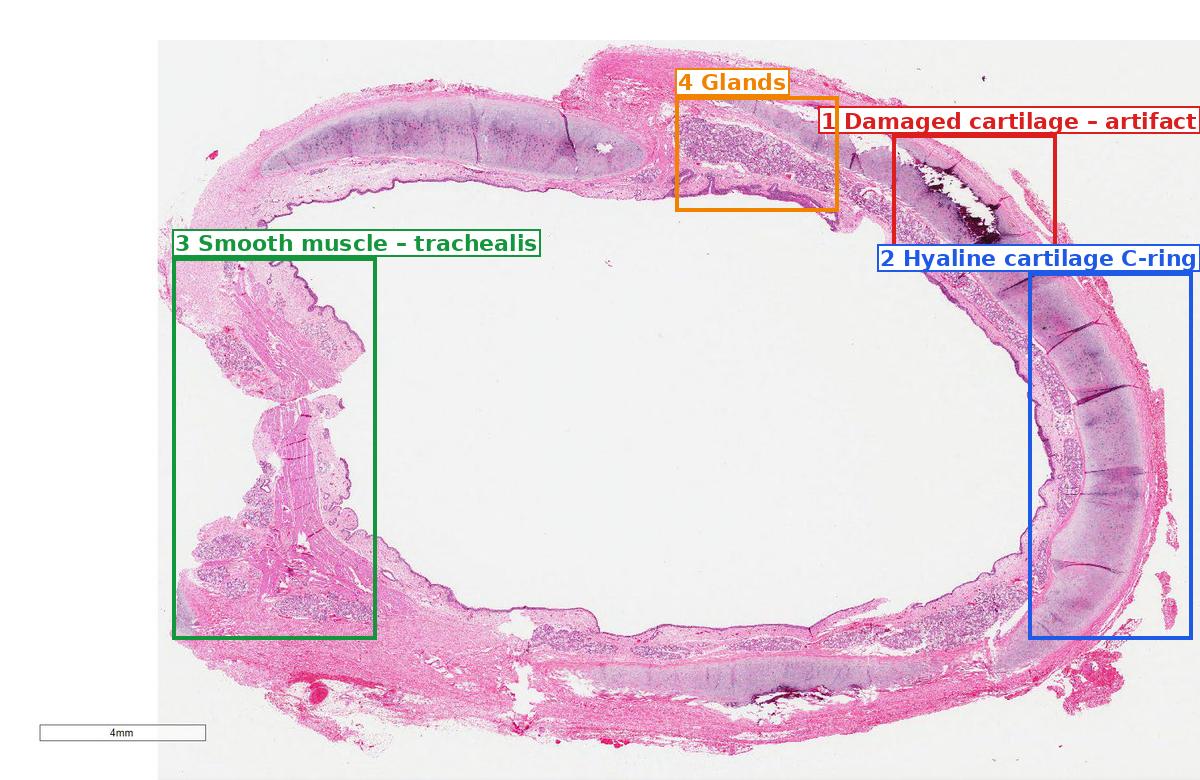 4 Glands
1 Damaged cartilage – artifact
3 Smooth muscle – trachealis
2 Hyaline cartilage C-ring
4mm